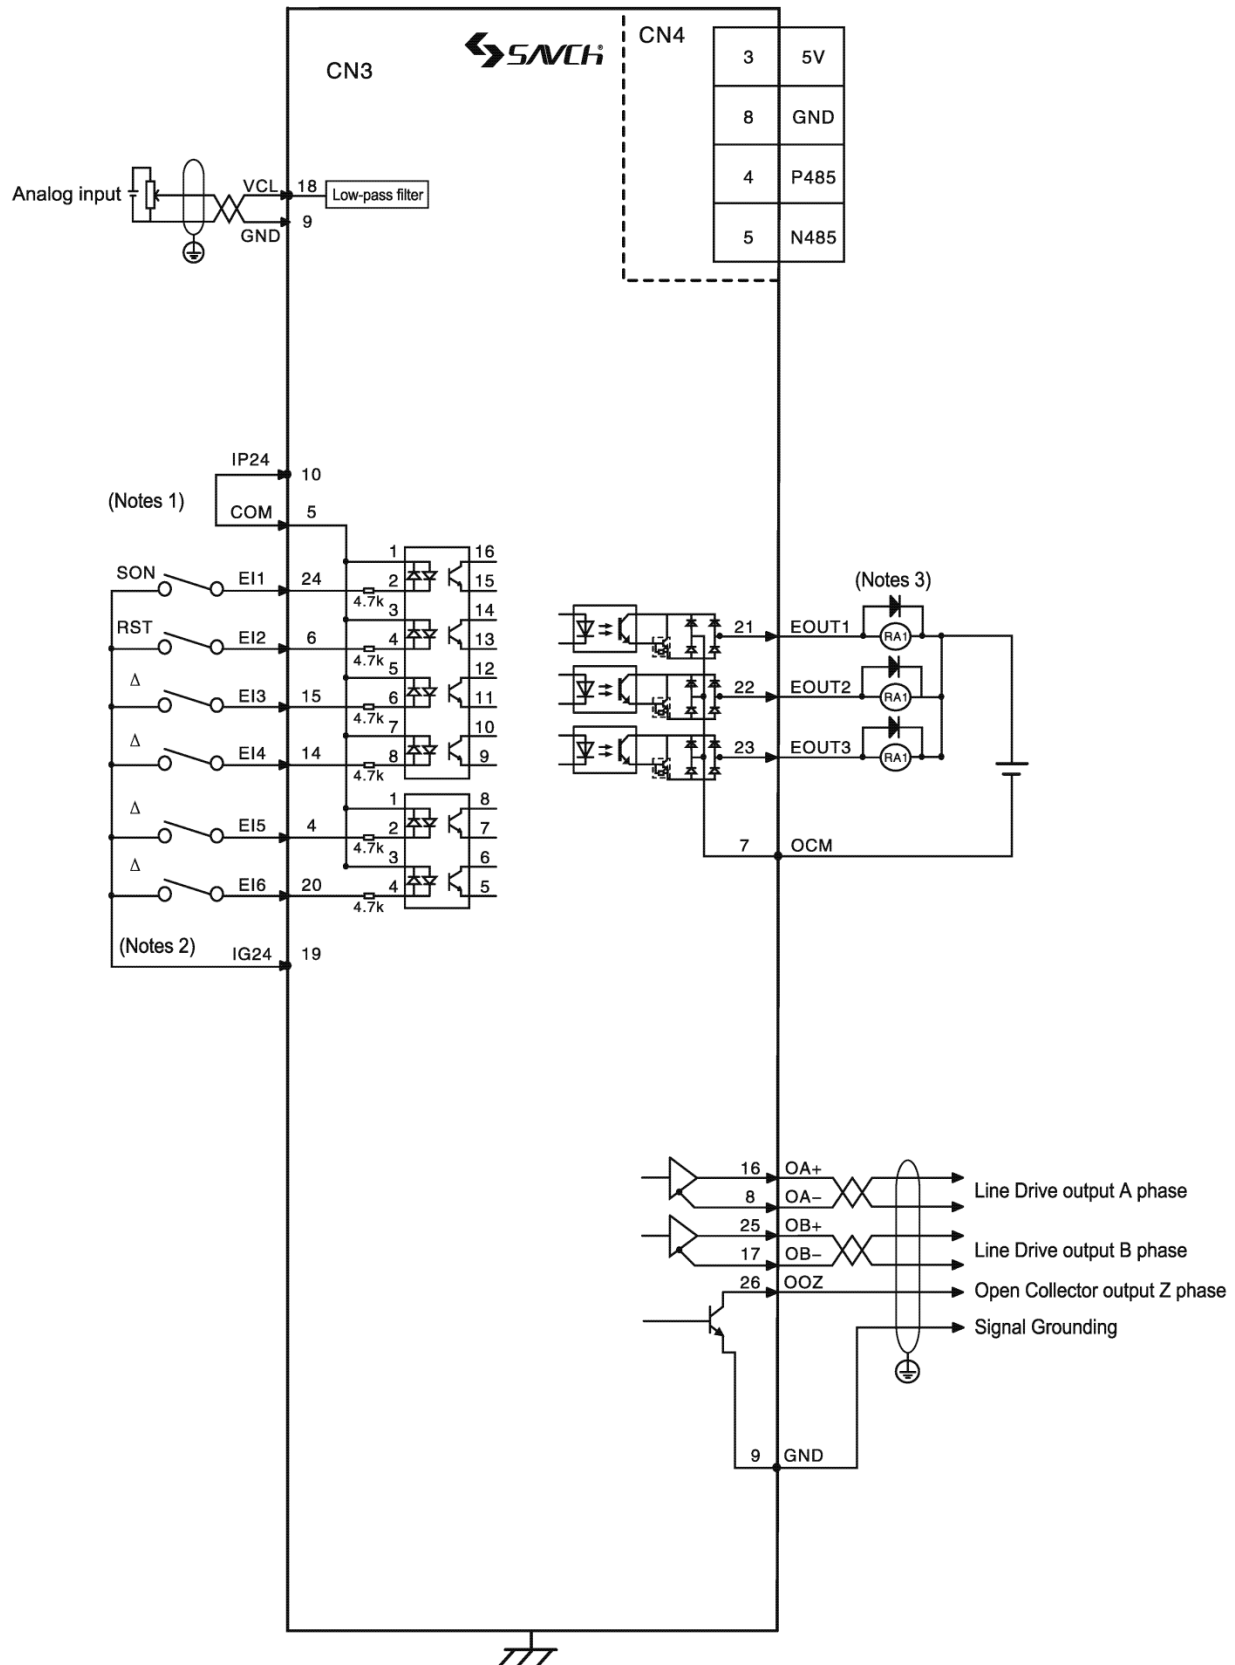 CN3
SAVCH®
CN4
3 5V
8 GND
4 P485
5 N485
Analog input
VCL 18 Low-pass filter
GND 9
(Notes 1)
IP24 10
COM 5
SON EI1 24 4.7k 1 2 16 15
RST EI2 6 4.7k 3 4 14 13
Δ EI3 15 4.7k 5 6 12 11
Δ EI4 14 4.7k 7 8 10 9
Δ EI5 4 4.7k 1 2 8 7
Δ EI6 20 4.7k 3 4 6 5
(Notes 2) IG24 19
(Notes 3)
21 EOUT1 RA1
22 EOUT2 RA1
23 EOUT3 RA1
7 OCM
16 OA+
8 OA−
Line Drive output A phase
25 OB+
17 OB−
Line Drive output B phase
26 OOZ Open Collector output Z phase
Signal Grounding
9 GND